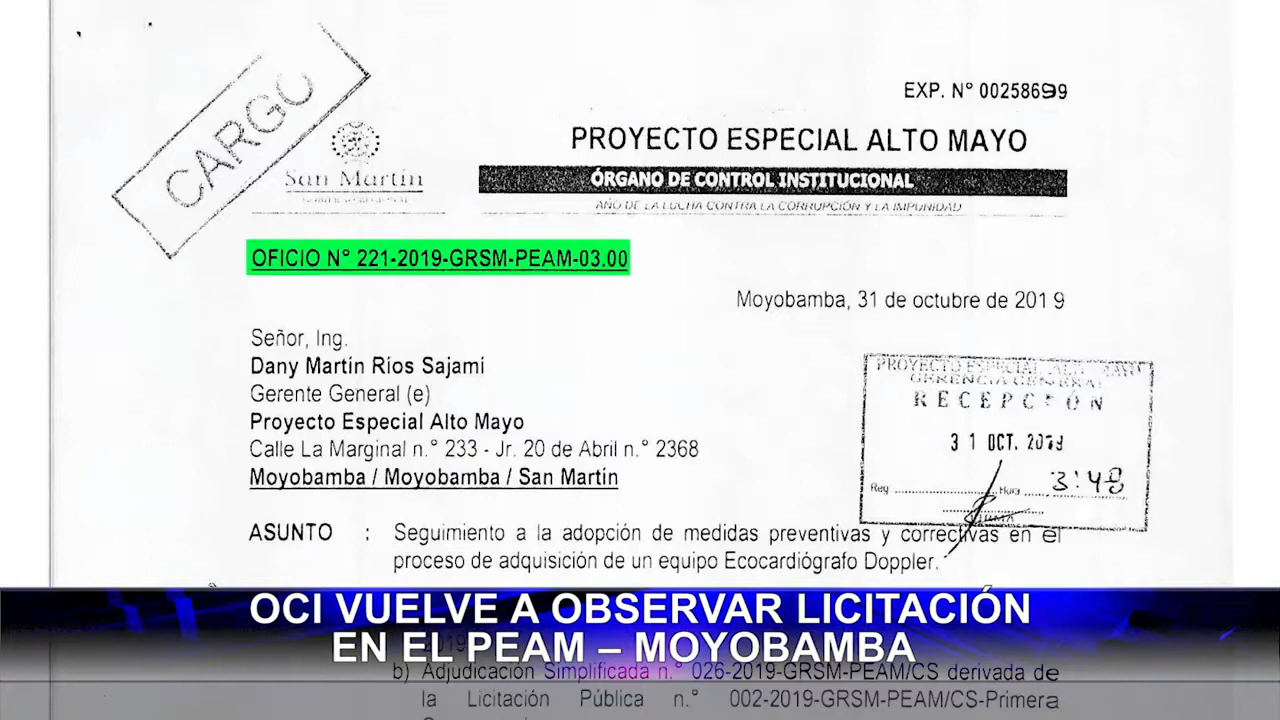 CARGO
EXP. N° 00258699
PROYECTO ESPECIAL ALTO MAYO
San Martín
GOBIERNO REGIONAL
ÓRGANO DE CONTROL INSTITUCIONAL
AÑO DE LA LUCHA CONTRA LA CORRUPCIÓN Y LA IMPUNIDAD
OFICIO N° 221-2019-GRSM-PEAM-03.00
Moyobamba, 31 de octubre de 2019
Señor, Ing.
Dany Martín Ríos Sajamí
Gerente General (e)
Proyecto Especial Alto Mayo
Calle La Marginal n.° 233 - Jr. 20 de Abril n.° 2368
Moyobamba / Moyobamba / San Martín
PROYECTO ESPECIAL ALTO MAYO
GERENCIA GENERAL
RECEPCIÓN
31 OCT. 2019
Reg. Hora 3:48
FIRMA
ASUNTO : Seguimiento a la adopción de medidas preventivas y correctivas en el
proceso de adquisición de un equipo Ecocardiógrafo Doppler.
OCI VUELVE A OBSERVAR LICITACIÓN
EN EL PEAM – MOYOBAMBA
b) Adjudicación Simplificada n.° 026-2019-GRSM-PEAM/CS derivada de
la Licitación Pública n.° 002-2019-GRSM-PEAM/CS-Primera